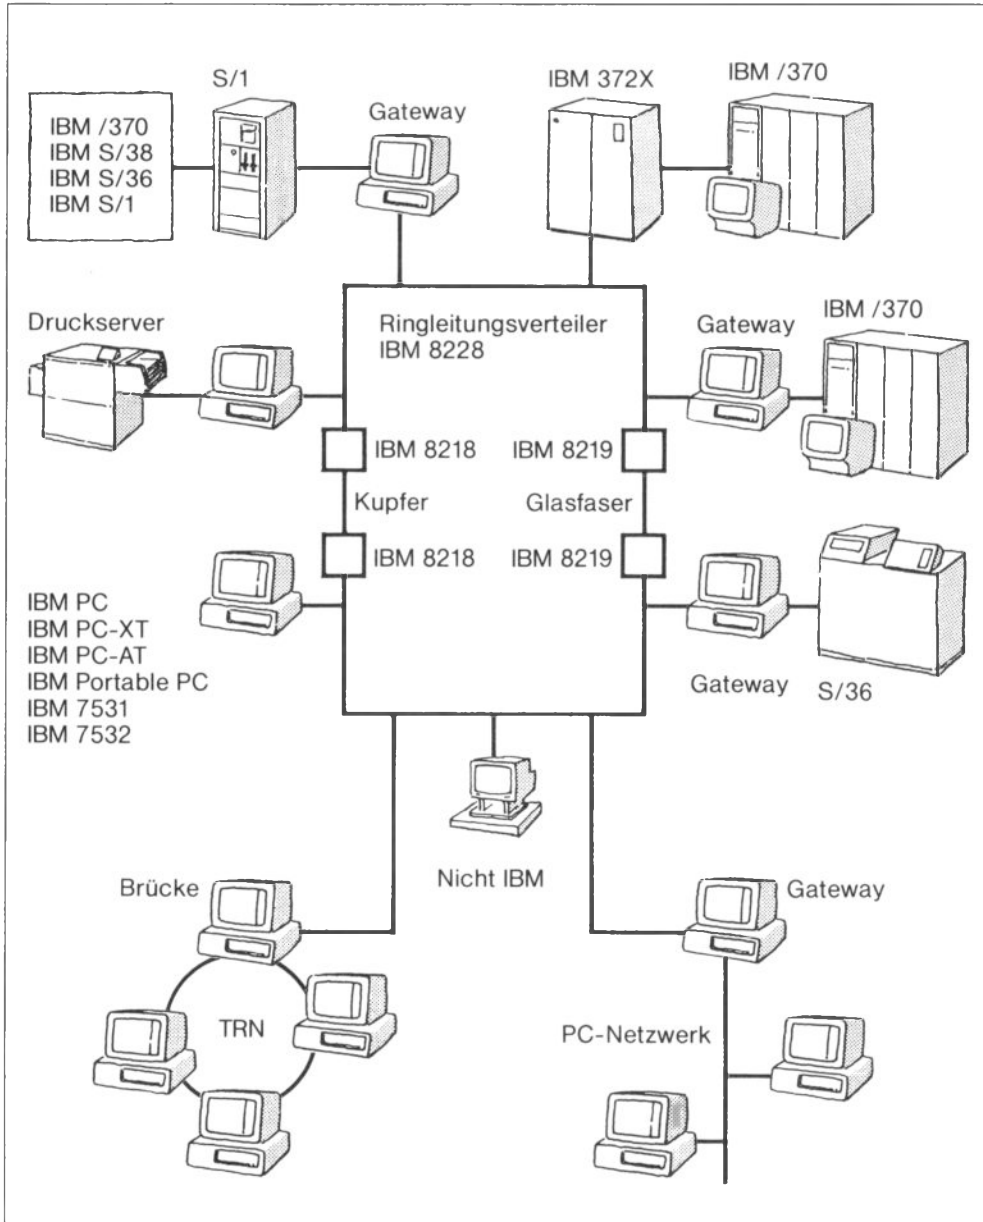 S/1
IBM 372X
IBM /370
Gateway
IBM /370
IBM S/38
IBM S/36
IBM S/1
Druckserver
Ringleitungsverteiler
IBM 8228
Gateway
IBM /370
IBM 8218
IBM 8219
Kupfer
Glasfaser
IBM 8218
IBM 8219
IBM PC
IBM PC-XT
IBM PC-AT
IBM Portable PC
IBM 7531
IBM 7532
Gateway
S/36
Nicht IBM
Brücke
Gateway
TRN
PC-Netzwerk